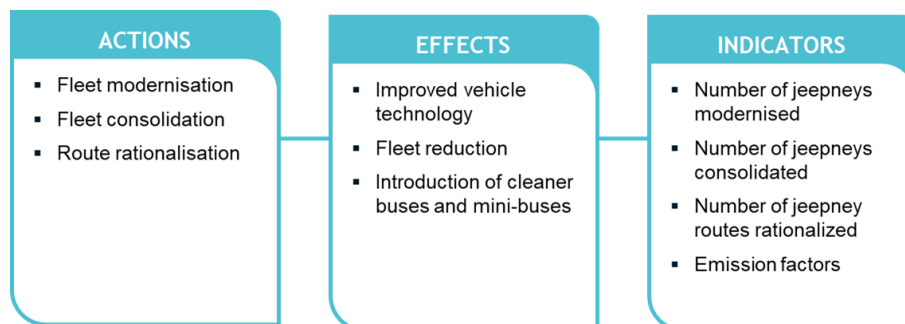 ACTIONS
▪ Fleet modernisation
▪ Fleet consolidation
▪ Route rationalisation
EFFECTS
▪ Improved vehicle
technology
▪ Fleet reduction
▪ Introduction of cleaner
buses and mini-buses
INDICATORS
▪ Number of jeepneys
modernised
▪ Number of jeepneys
consolidated
▪ Number of jeepney
routes rationalized
▪ Emission factors